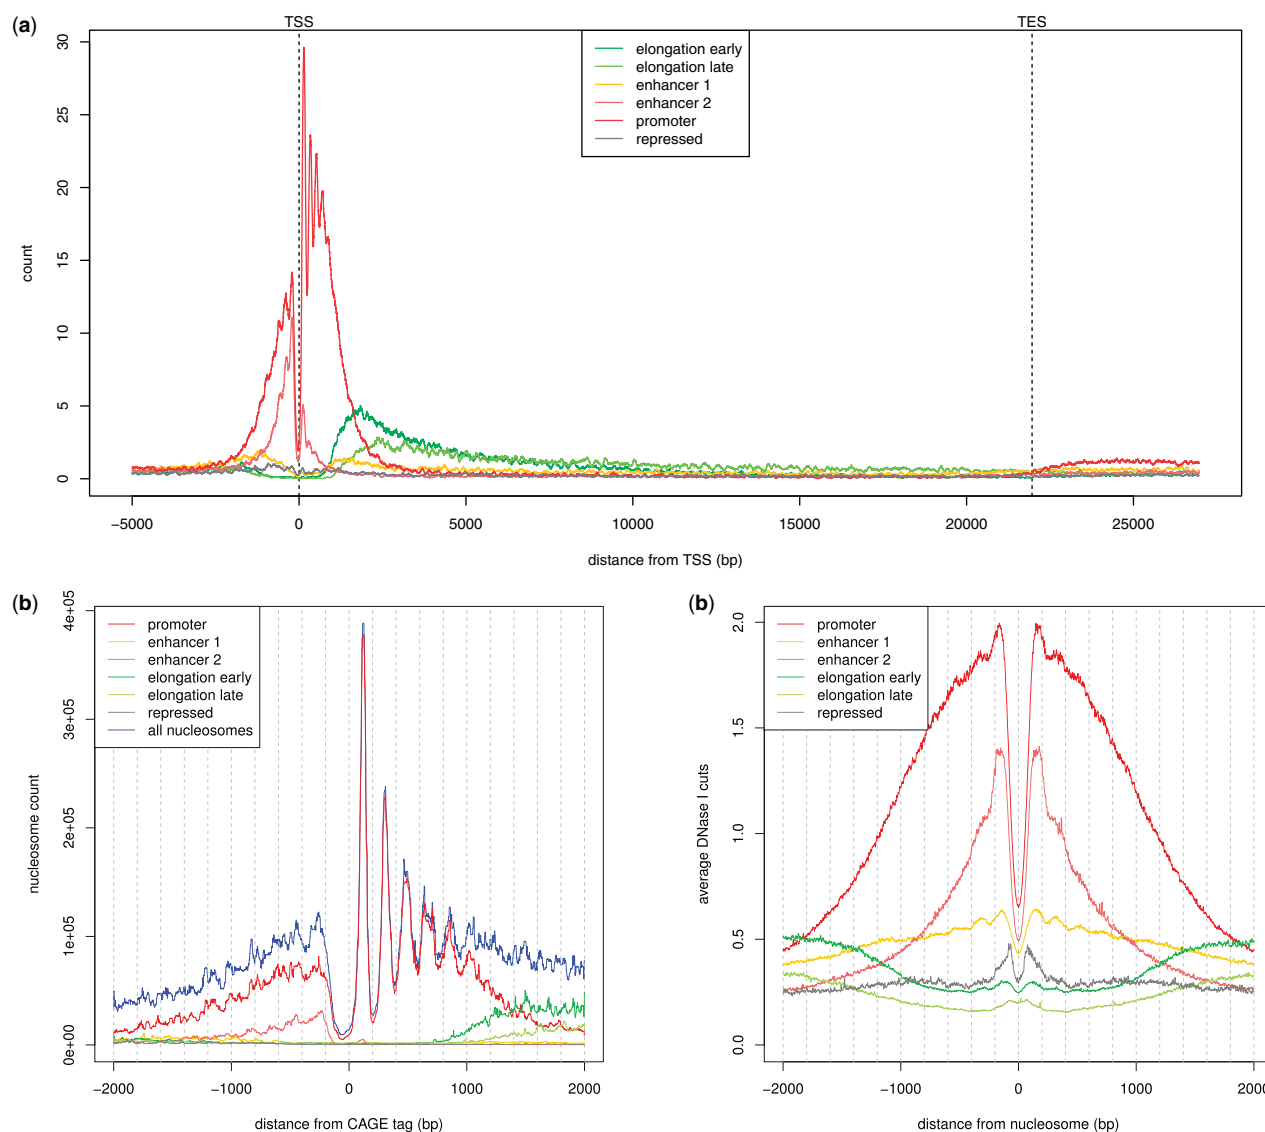 (a)
TSS
TES
elongation early
elongation late
enhancer 1
enhancer 2
promoter
repressed
count
30
25
20
15
10
5
0
−5000
0
5000
10000
15000
20000
25000
distance from TSS (bp)
(b)
promoter
enhancer 1
enhancer 2
elongation early
elongation late
repressed
all nucleosomes
nucleosome count
4e+05
3e+05
2e+05
1e+05
0e+00
−2000
−1000
0
1000
2000
distance from CAGE tag (bp)
(b)
promoter
enhancer 1
enhancer 2
elongation early
elongation late
repressed
average DNase I cuts
2.0
1.5
1.0
0.5
0.0
−2000
−1000
0
1000
2000
distance from nucleosome (bp)